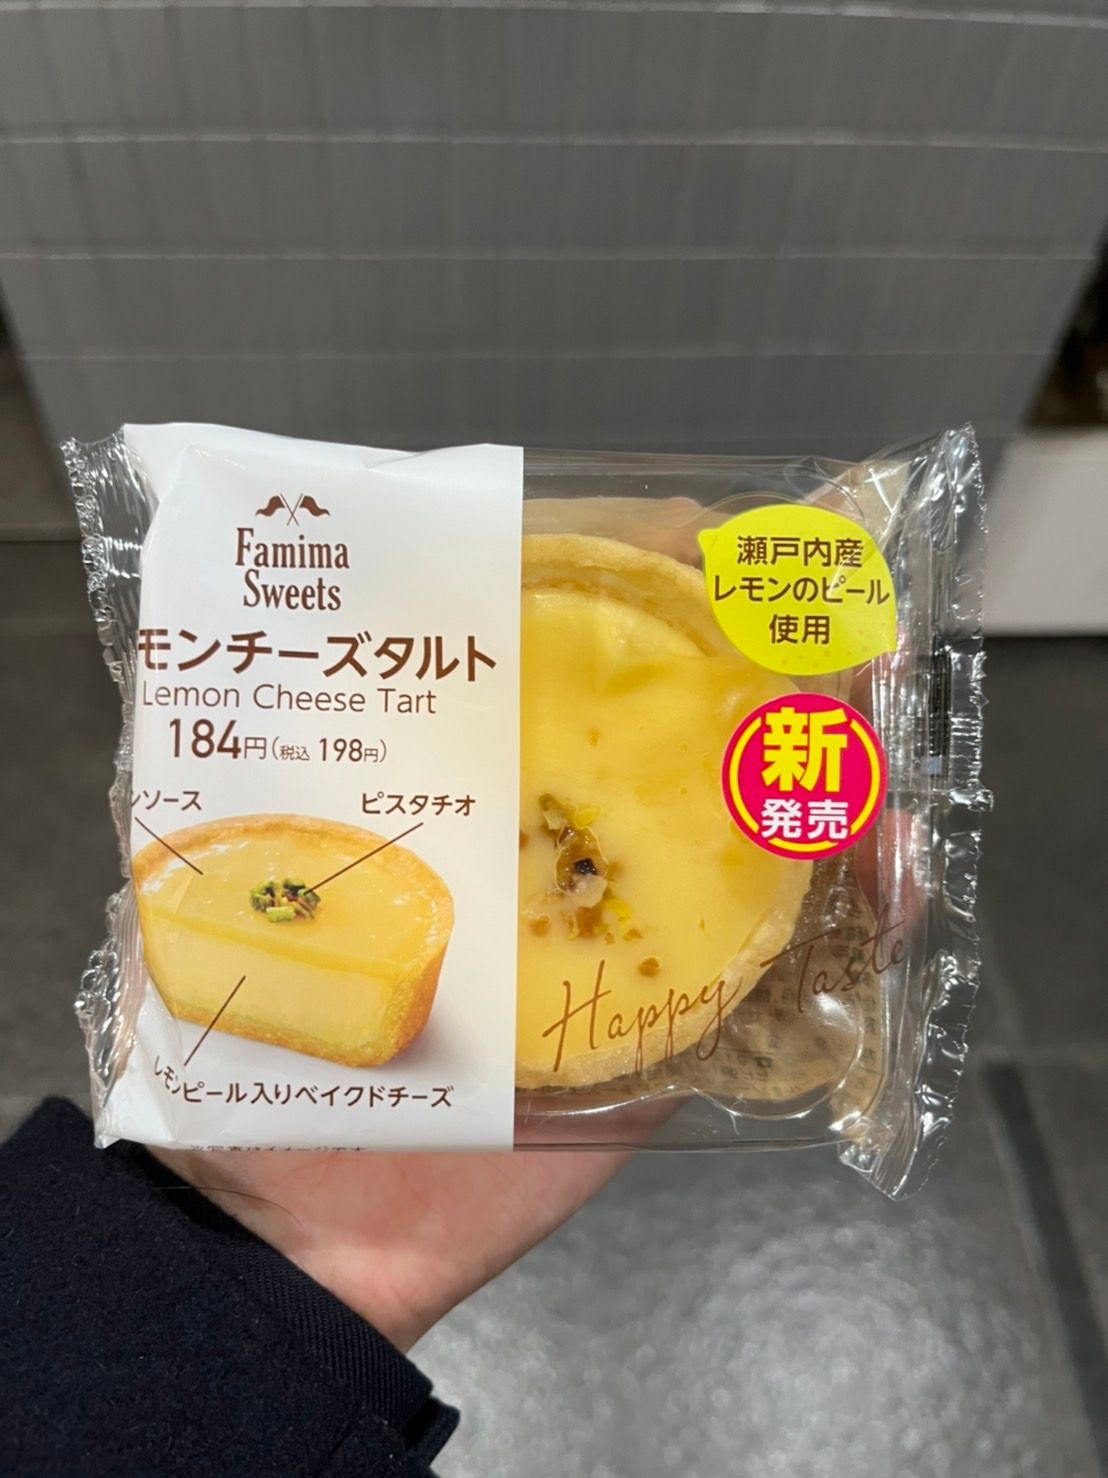 Famima
Sweets
モンチーズタルト
Lemon Cheese Tart
184円(税込 198円)
ソース
ピスタチオ
レモンピール入りベイクドチーズ
瀬戸内産
レモンのピール
使用
新
発売
Happy Taste